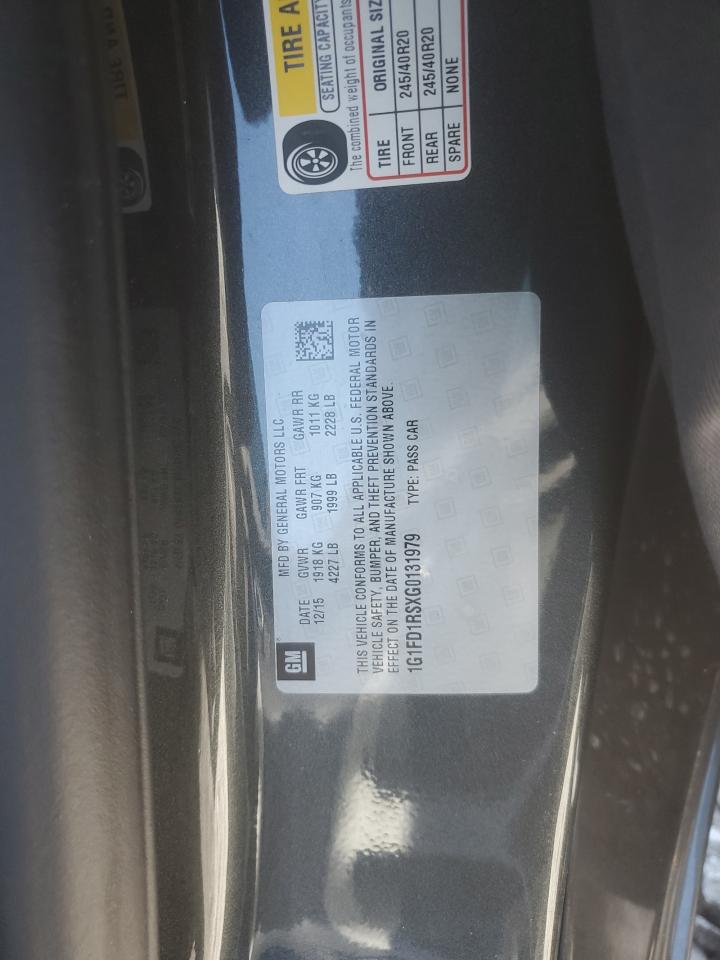 TIRE A
SEATING CAPACITY
The combined weight of occupants
TIRE ORIGINAL SIZ
FRONT 245/40R20
REAR 245/40R20
SPARE NONE
GM
MFD BY GENERAL MOTORS LLC
DATE GVWR GAWR FRT GAWR RR
12/15 1918 KG 907 KG 1011 KG
4227 LB 1999 LB 2228 LB
THIS VEHICLE CONFORMS TO ALL APPLICABLE U.S. FEDERAL MOTOR
VEHICLE SAFETY, BUMPER, AND THEFT PREVENTION STANDARDS IN
EFFECT ON THE DATE OF MANUFACTURE SHOWN ABOVE.
1G1FD1RSXG0131979 TYPE: PASS CAR